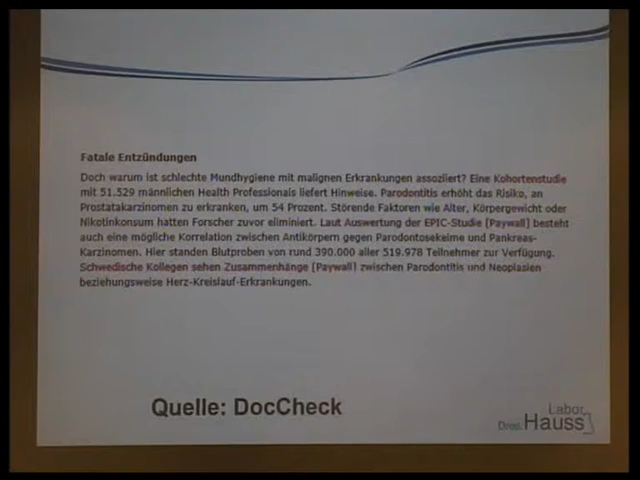 Fatale Entzündungen
Doch warum ist schlechte Mundhygiene mit malignen Erkrankungen assoziiert? Eine Kohortenstudie
mit 51.529 männlichen Health Professionals liefert Hinweise. Parodontitis erhöht das Risiko, an
Prostatakarzinomen zu erkranken, um 54 Prozent. Störende Faktoren wie Alter, Körpergewicht oder
Nikotinkonsum hatten Forscher zuvor eliminiert. Laut Auswertung der EPIC-Studie (Paywall) besteht
auch eine mögliche Korrelation zwischen Antikörpern gegen Parodontosekeime und Pankreas-
Karzinomen. Hier standen Blutproben von rund 390.000 aller 519.978 Teilnehmer zur Verfügung.
Schwedische Kollegen sehen Zusammenhänge (Paywall) zwischen Parodontitis und Neoplasien
beziehungsweise Herz-Kreislauf-Erkrankungen.
Quelle: DocCheck
Labor
Dres. Hauss